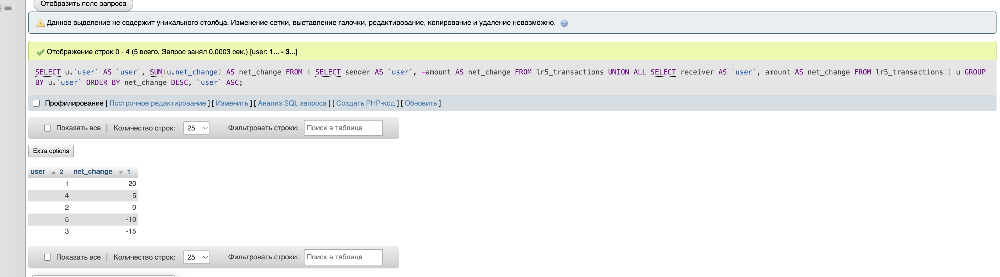 Отобразить поле запроса
Данное выделение не содержит уникального столбца. Изменение сетки, выставление галочки, редактирование, копирование и удаление невозможно.
Отображение строк 0 - 4 (5 всего, Запрос занял 0.0003 сек.) [user: 1... - 3...]
SELECT u.`user` AS `user`, SUM(u.net_change) AS net_change FROM ( SELECT sender AS `user`, -amount AS net_change FROM lr5_transactions UNION ALL SELECT receiver AS `user`, amount AS net_change FROM lr5_transactions ) u GROUP
BY u.`user` ORDER BY net_change DESC, `user` ASC;
Профилирование [ Построчное редактирование ] [ Изменить ] [ Анализ SQL запроса ] [ Создать PHP-код ] [ Обновить ]
Показать все | Количество строк: 25 Фильтровать строки: Поиск в таблице
Extra options
user 2 net_change 1
1 20
4 5
2 0
5 -10
3 -15
Показать все | Количество строк: 25 Фильтровать строки: Поиск в таблице